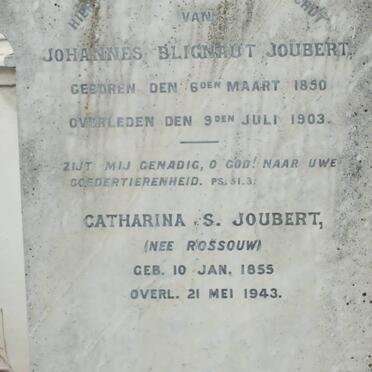 VAN
JOHANNES BLIGNAUT JOUBERT,
GEBOREN DEN 6DEN MAART 1850
OVERLEDEN DEN 9DEN JULI 1903.
ZIJT MIJ GENADIG, O GOD! NAAR UWE
GOEDERTIERENHEID. PS. 51.3.
CATHARINA S. JOUBERT,
(NEE ROSSOUW)
GEB. 10 JAN. 1855
OVERL. 21 MEI 1943.